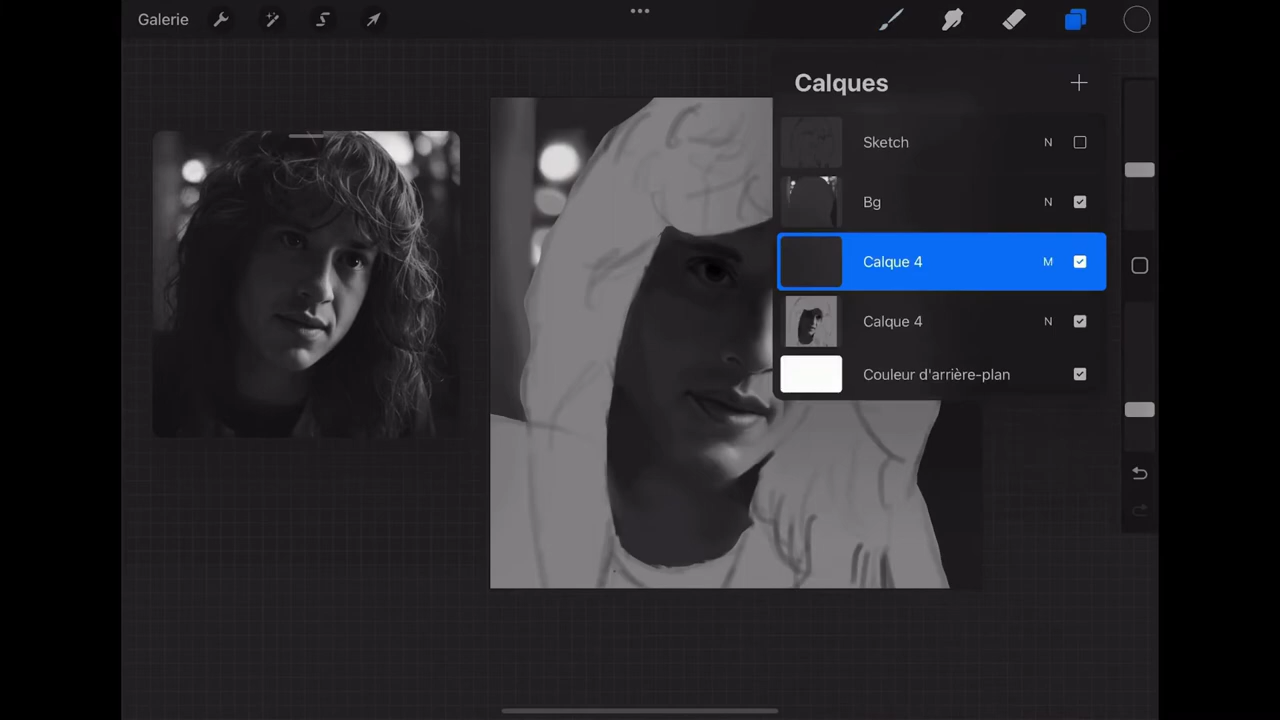 Galerie
Calques
Sketch N
Bg N
Calque 4 M
Calque 4 N
Couleur d'arrière-plan